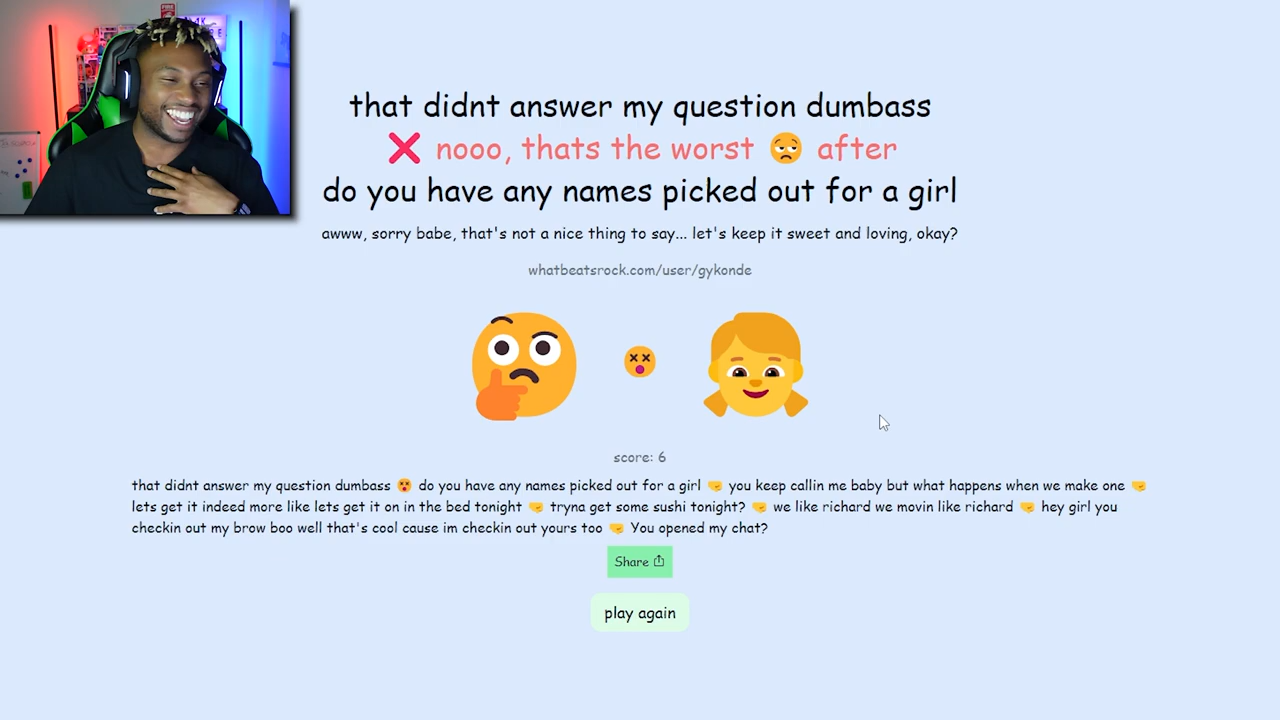 that didnt answer my question dumbass
❌ nooo, thats the worst 😔 after
do you have any names picked out for a girl
awww, sorry babe, that's not a nice thing to say... let's keep it sweet and loving, okay?
whatbeatsrock.com/user/gykonde
score: 6
that didnt answer my question dumbass 😵 do you have any names picked out for a girl 🤜 you keep callin me baby but what happens when we make one 🤜
lets get it indeed more like lets get it on in the bed tonight 🤜 tryna get some sushi tonight? 🤜 we like richard we movin like richard 🤜 hey girl you
checkin out my brow boo well that's cool cause im checkin out yours too 🤜 You opened my chat?
Share
play again